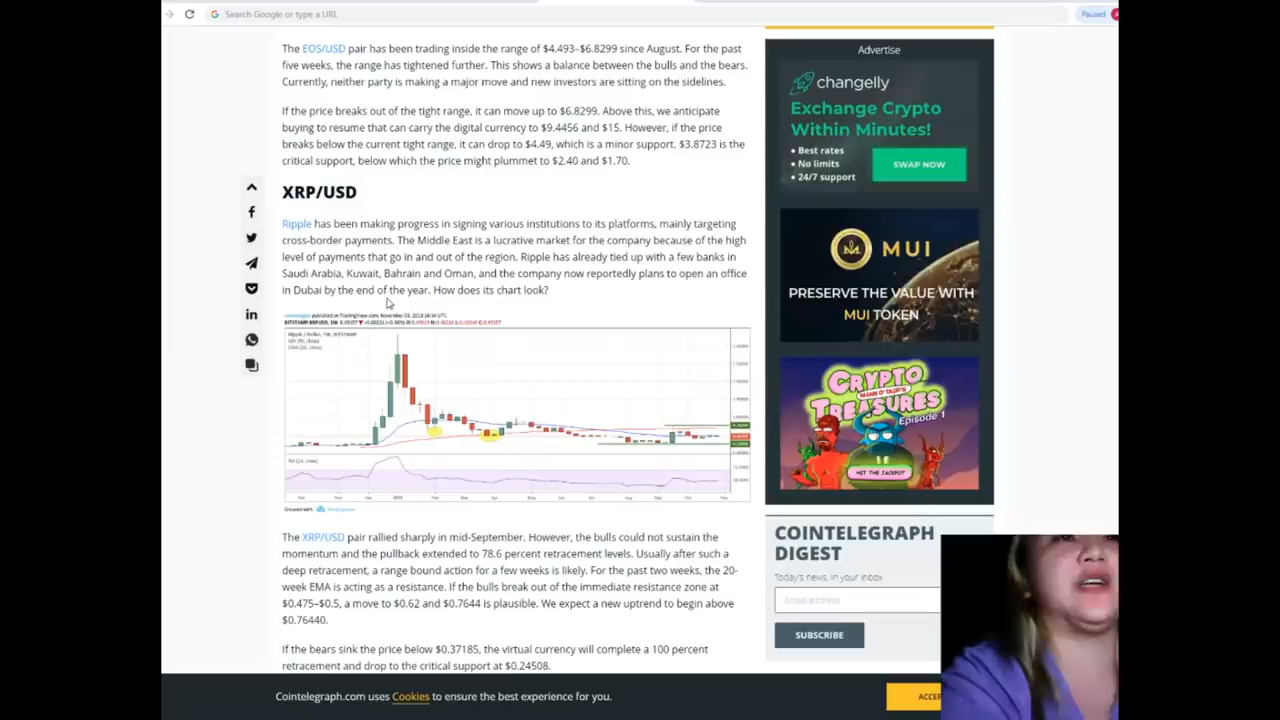 Search Google or type a URL
Paused
The EOS/USD pair has been trading inside the range of $4.493–$6.8299 since August. For the past
five weeks, the range has tightened further. This shows a balance between the bulls and the bears.
Currently, neither party is making a major move and new investors are sitting on the sidelines.
If the price breaks out of the tight range, it can move up to $6.8299. Above this, we anticipate
buying to resume that can carry the digital currency to $9.4456 and $15. However, if the price
breaks below the current tight range, it can drop to $4.49, which is a minor support. $3.8723 is the
critical support, below which the price might plummet to $2.40 and $1.70.
XRP/USD
Ripple has been making progress in signing various institutions to its platforms, mainly targeting
cross-border payments. The Middle East is a lucrative market for the company because of the high
level of payments that go in and out of the region. Ripple has already tied up with a few banks in
Saudi Arabia, Kuwait, Bahrain and Oman, and the company now reportedly plans to open an office
in Dubai by the end of the year. How does its chart look?
Created with
The XRP/USD pair rallied sharply in mid-September. However, the bulls could not sustain the
momentum and the pullback extended to 78.6 percent retracement levels. Usually after such a
deep retracement, a range bound action for a few weeks is likely. For the past two weeks, the 20-
week EMA is acting as a resistance. If the bulls break out of the immediate resistance zone at
$0.475–$0.5, a move to $0.62 and $0.7644 is plausible. We expect a new uptrend to begin above
$0.76440.
If the bears sink the price below $0.37185, the virtual currency will complete a 100 percent
retracement and drop to the critical support at $0.24508.
Advertise
changelly
Exchange Crypto
Within Minutes!
• Best rates
• No limits
• 24/7 support
SWAP NOW
MUI
PRESERVE THE VALUE WITH
MUI TOKEN
CRYPTO
MANN O'TAUR'S
TREASURES
Episode 1
HIT THE JACKPOT
COINTELEGRAPH
DIGEST
Today's news, in your inbox
Email address
SUBSCRIBE
Cointelegraph.com uses Cookies to ensure the best experience for you.
ACCE